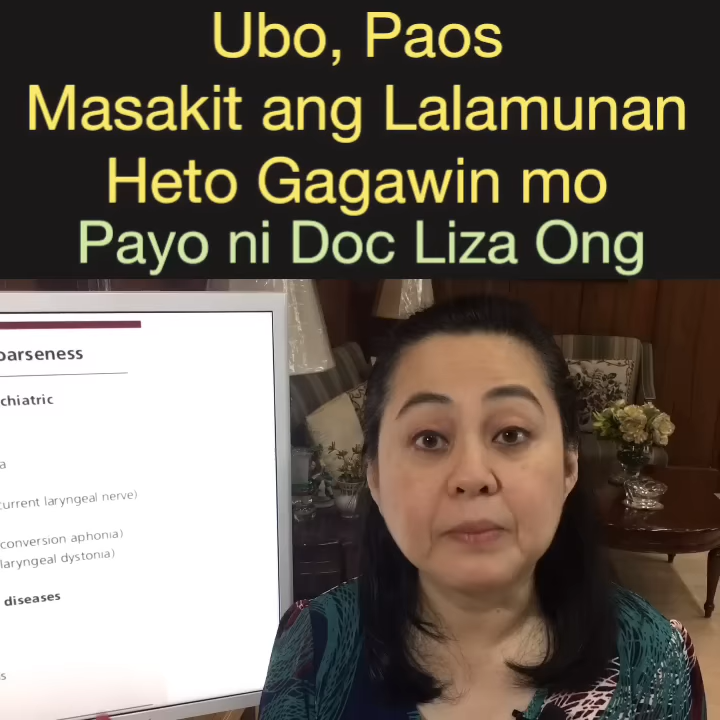 Ubo, Paos
Masakit ang Lalamunan
Heto Gagawin mo
Payo ni Doc Liza Ong
oarseness
chiatric
a
current laryngeal nerve)
conversion aphonia)
laryngeal dystonia)
diseases
s